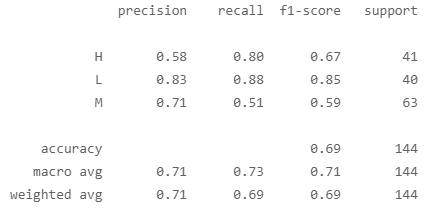 precision recall f1-score support
H 0.58 0.80 0.67 41
L 0.83 0.88 0.85 40
M 0.71 0.51 0.59 63
accuracy 0.69 144
macro avg 0.71 0.73 0.71 144
weighted avg 0.71 0.69 0.69 144